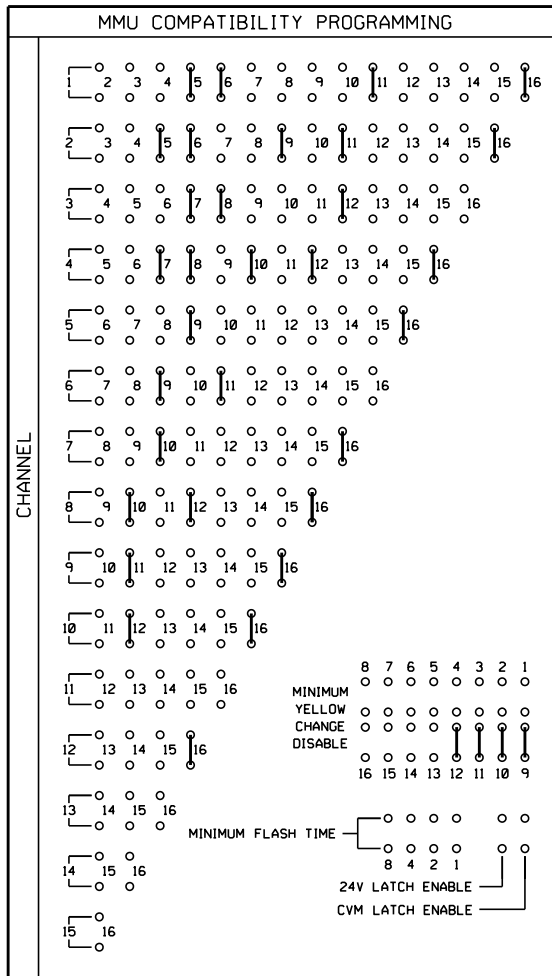 MMU COMPATIBILITY PROGRAMMING
CHANNEL
1 2 3 4 5 6 7 8 9 10 11 12 13 14 15 16
2 3 4 5 6 7 8 9 10 11 12 13 14 15 16
3 4 5 6 7 8 9 10 11 12 13 14 15 16
4 5 6 7 8 9 10 11 12 13 14 15 16
5 6 7 8 9 10 11 12 13 14 15 16
6 7 8 9 10 11 12 13 14 15 16
7 8 9 10 11 12 13 14 15 16
8 9 10 11 12 13 14 15 16
9 10 11 12 13 14 15 16
10 11 12 13 14 15 16
11 12 13 14 15 16
12 13 14 15 16
13 14 15 16
14 15 16
15 16
8 7 6 5 4 3 2 1
MINIMUM
YELLOW
CHANGE
DISABLE
16 15 14 13 12 11 10 9
MINIMUM FLASH TIME
8 4 2 1
24V LATCH ENABLE
CVM LATCH ENABLE